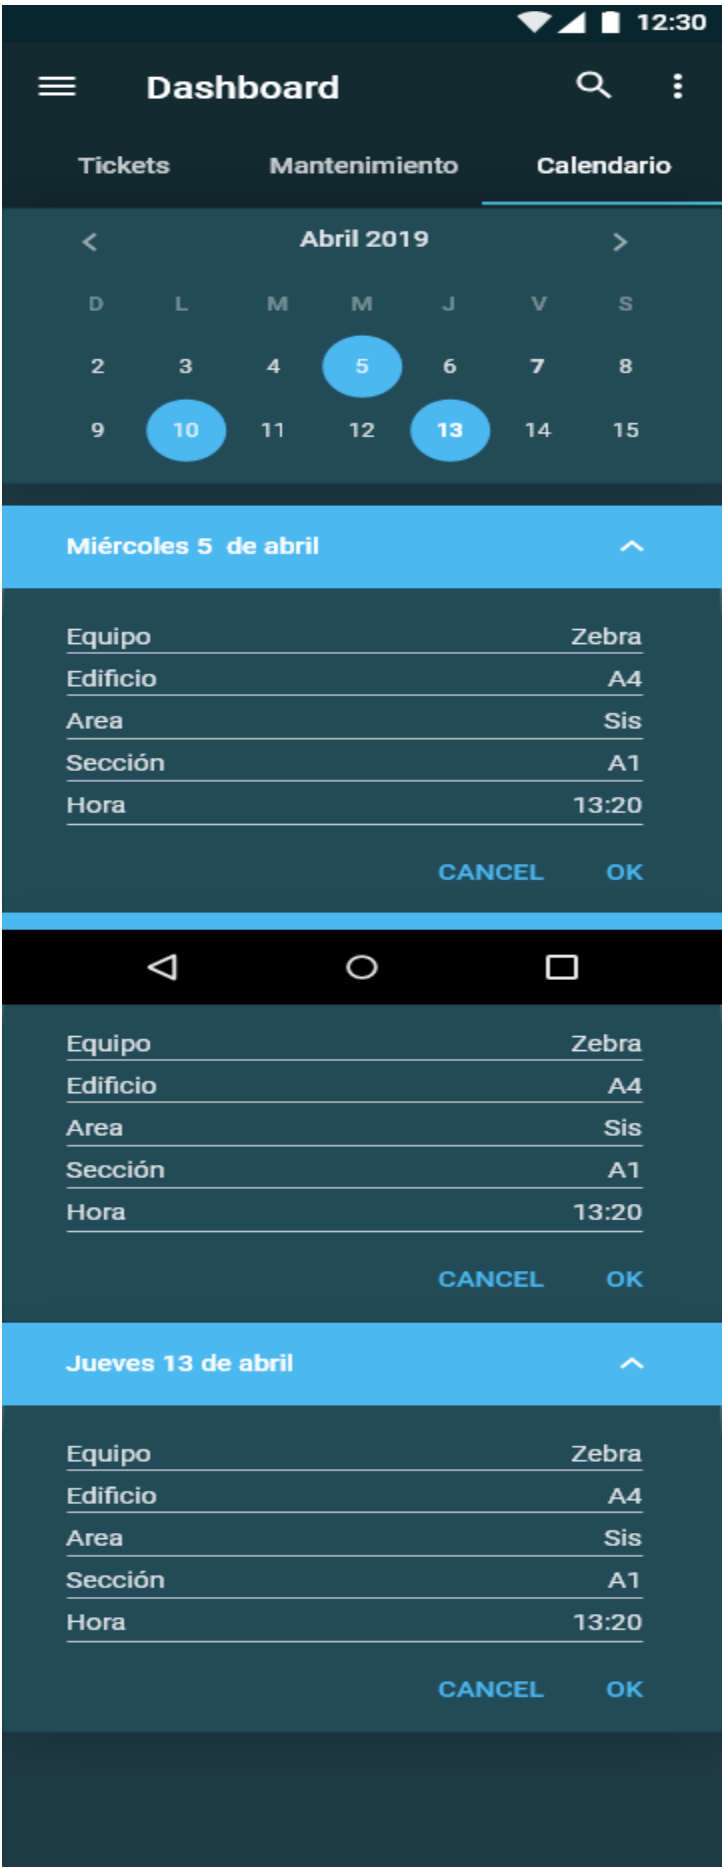 12:30
Dashboard
Tickets Mantenimiento Calendario
< Abril 2019 >
D L M M J V S
2 3 4 5 6 7 8
9 10 11 12 13 14 15
Miércoles 5 de abril
Equipo Zebra
Edificio A4
Area Sis
Sección A1
Hora 13:20
CANCEL OK
Equipo Zebra
Edificio A4
Area Sis
Sección A1
Hora 13:20
CANCEL OK
Jueves 13 de abril
Equipo Zebra
Edificio A4
Area Sis
Sección A1
Hora 13:20
CANCEL OK